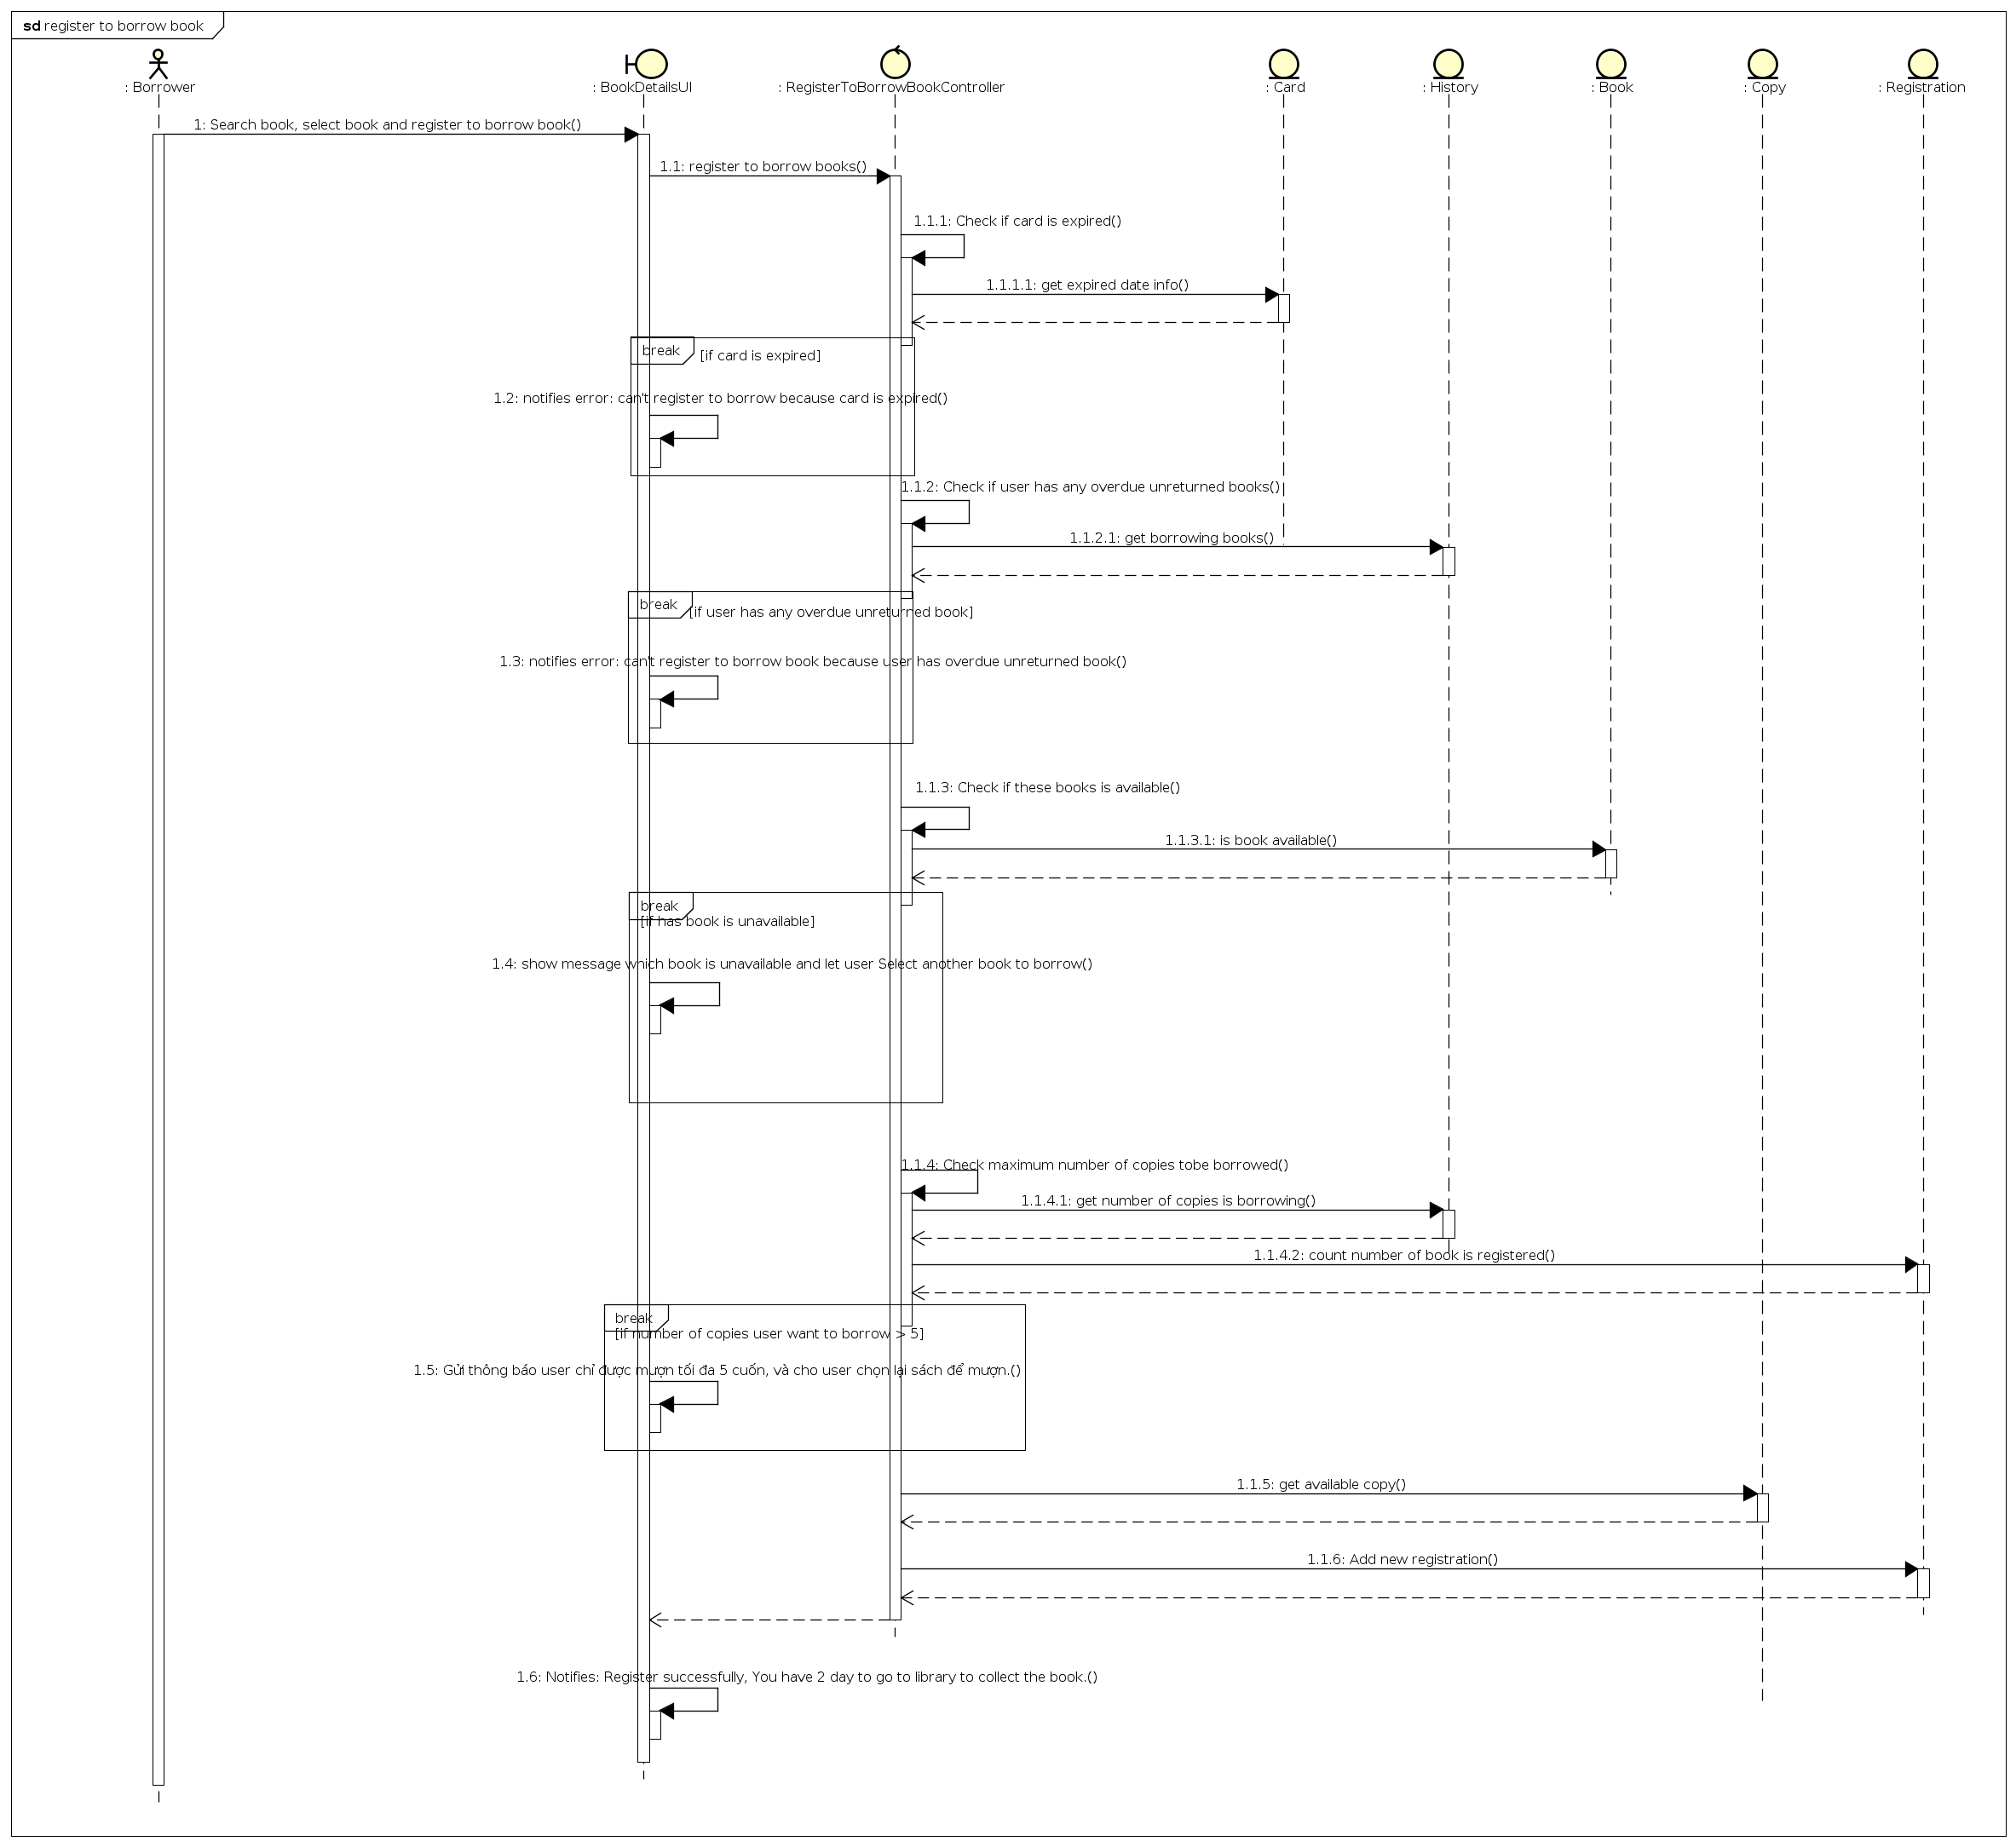 sd register to borrow book
: Borrower
: BookDetailsUI
: RegisterToBorrowBookController
: Card
: History
: Book
: Copy
: Registration
1: Search book, select book and register to borrow book()
1.1: register to borrow books()
1.1.1: Check if card is expired()
1.1.1.1: get expired date info()
break
[if card is expired]
1.2: notifies error: can't register to borrow because card is expired()
1.1.2: Check if user has any overdue unreturned books()
1.1.2.1: get borrowing books()
break
[if user has any overdue unreturned book]
1.3: notifies error: can't register to borrow book because user has overdue unreturned book()
1.1.3: Check if these books is available()
1.1.3.1: is book available()
break
[if has book is unavailable]
1.4: show message which book is unavailable and let user Select another book to borrow()
1.1.4: Check maximum number of copies tobe borrowed()
1.1.4.1: get number of copies is borrowing()
1.1.4.2: count number of book is registered()
break
[if number of copies user want to borrow > 5]
1.5: Gửi thông báo user chỉ được mượn tối đa 5 cuốn, và cho user chọn lại sách để mượn.()
1.1.5: get available copy()
1.1.6: Add new registration()
1.6: Notifies: Register successfully, You have 2 day to go to library to collect the book.()